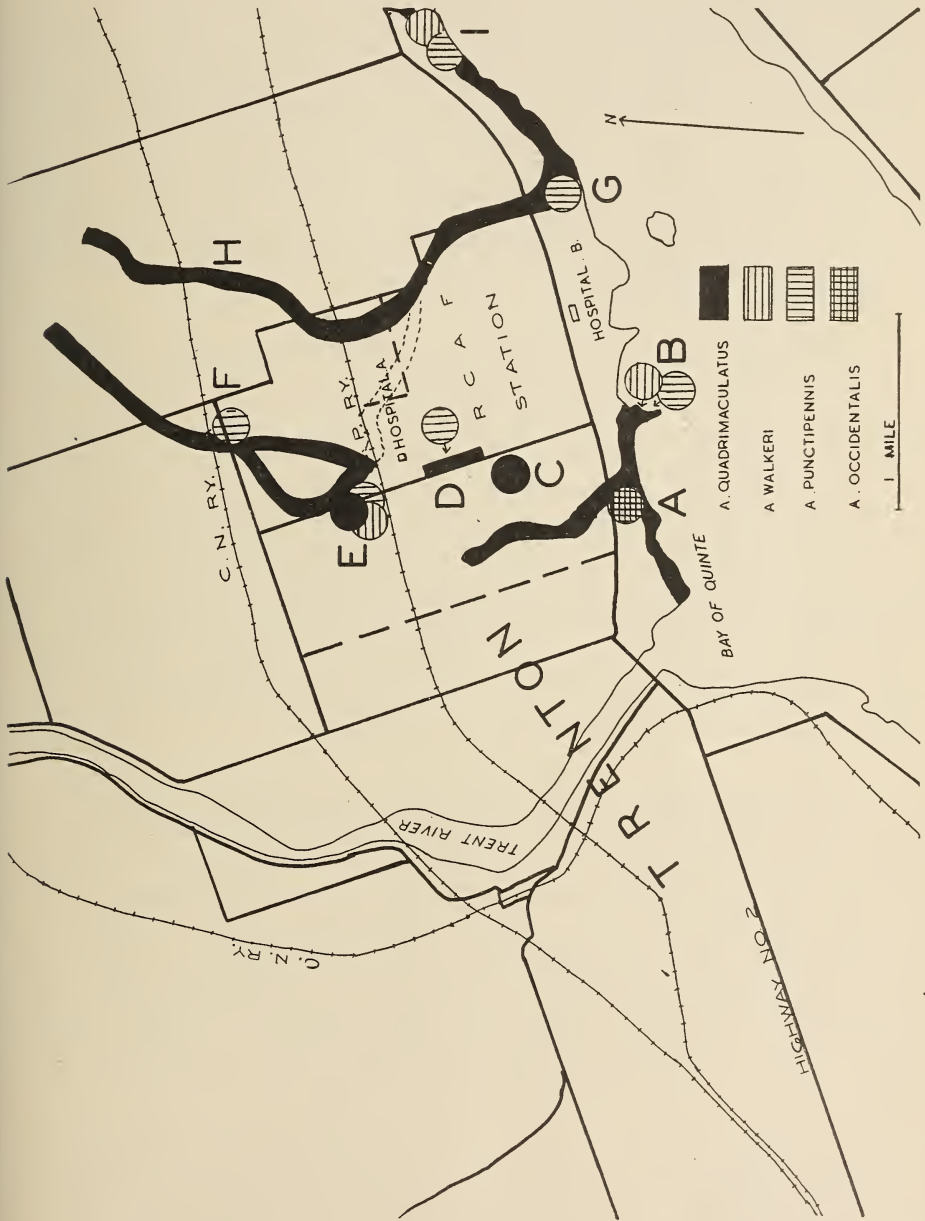 C. N. RY.
C. N. RY.
C. P. RY.
TRENT RIVER
TRENTON
HIGHWAY NO. 2
BAY OF QUINTE
HOSPITAL A
HOSPITAL B.
R C A F
STATION
A
B
C
D
E
F
G
H
I
N
A. QUADRIMACULATUS
A WALKERI
A. PUNCTIPENNIS
A. OCCIDENTALIS
1 MILE